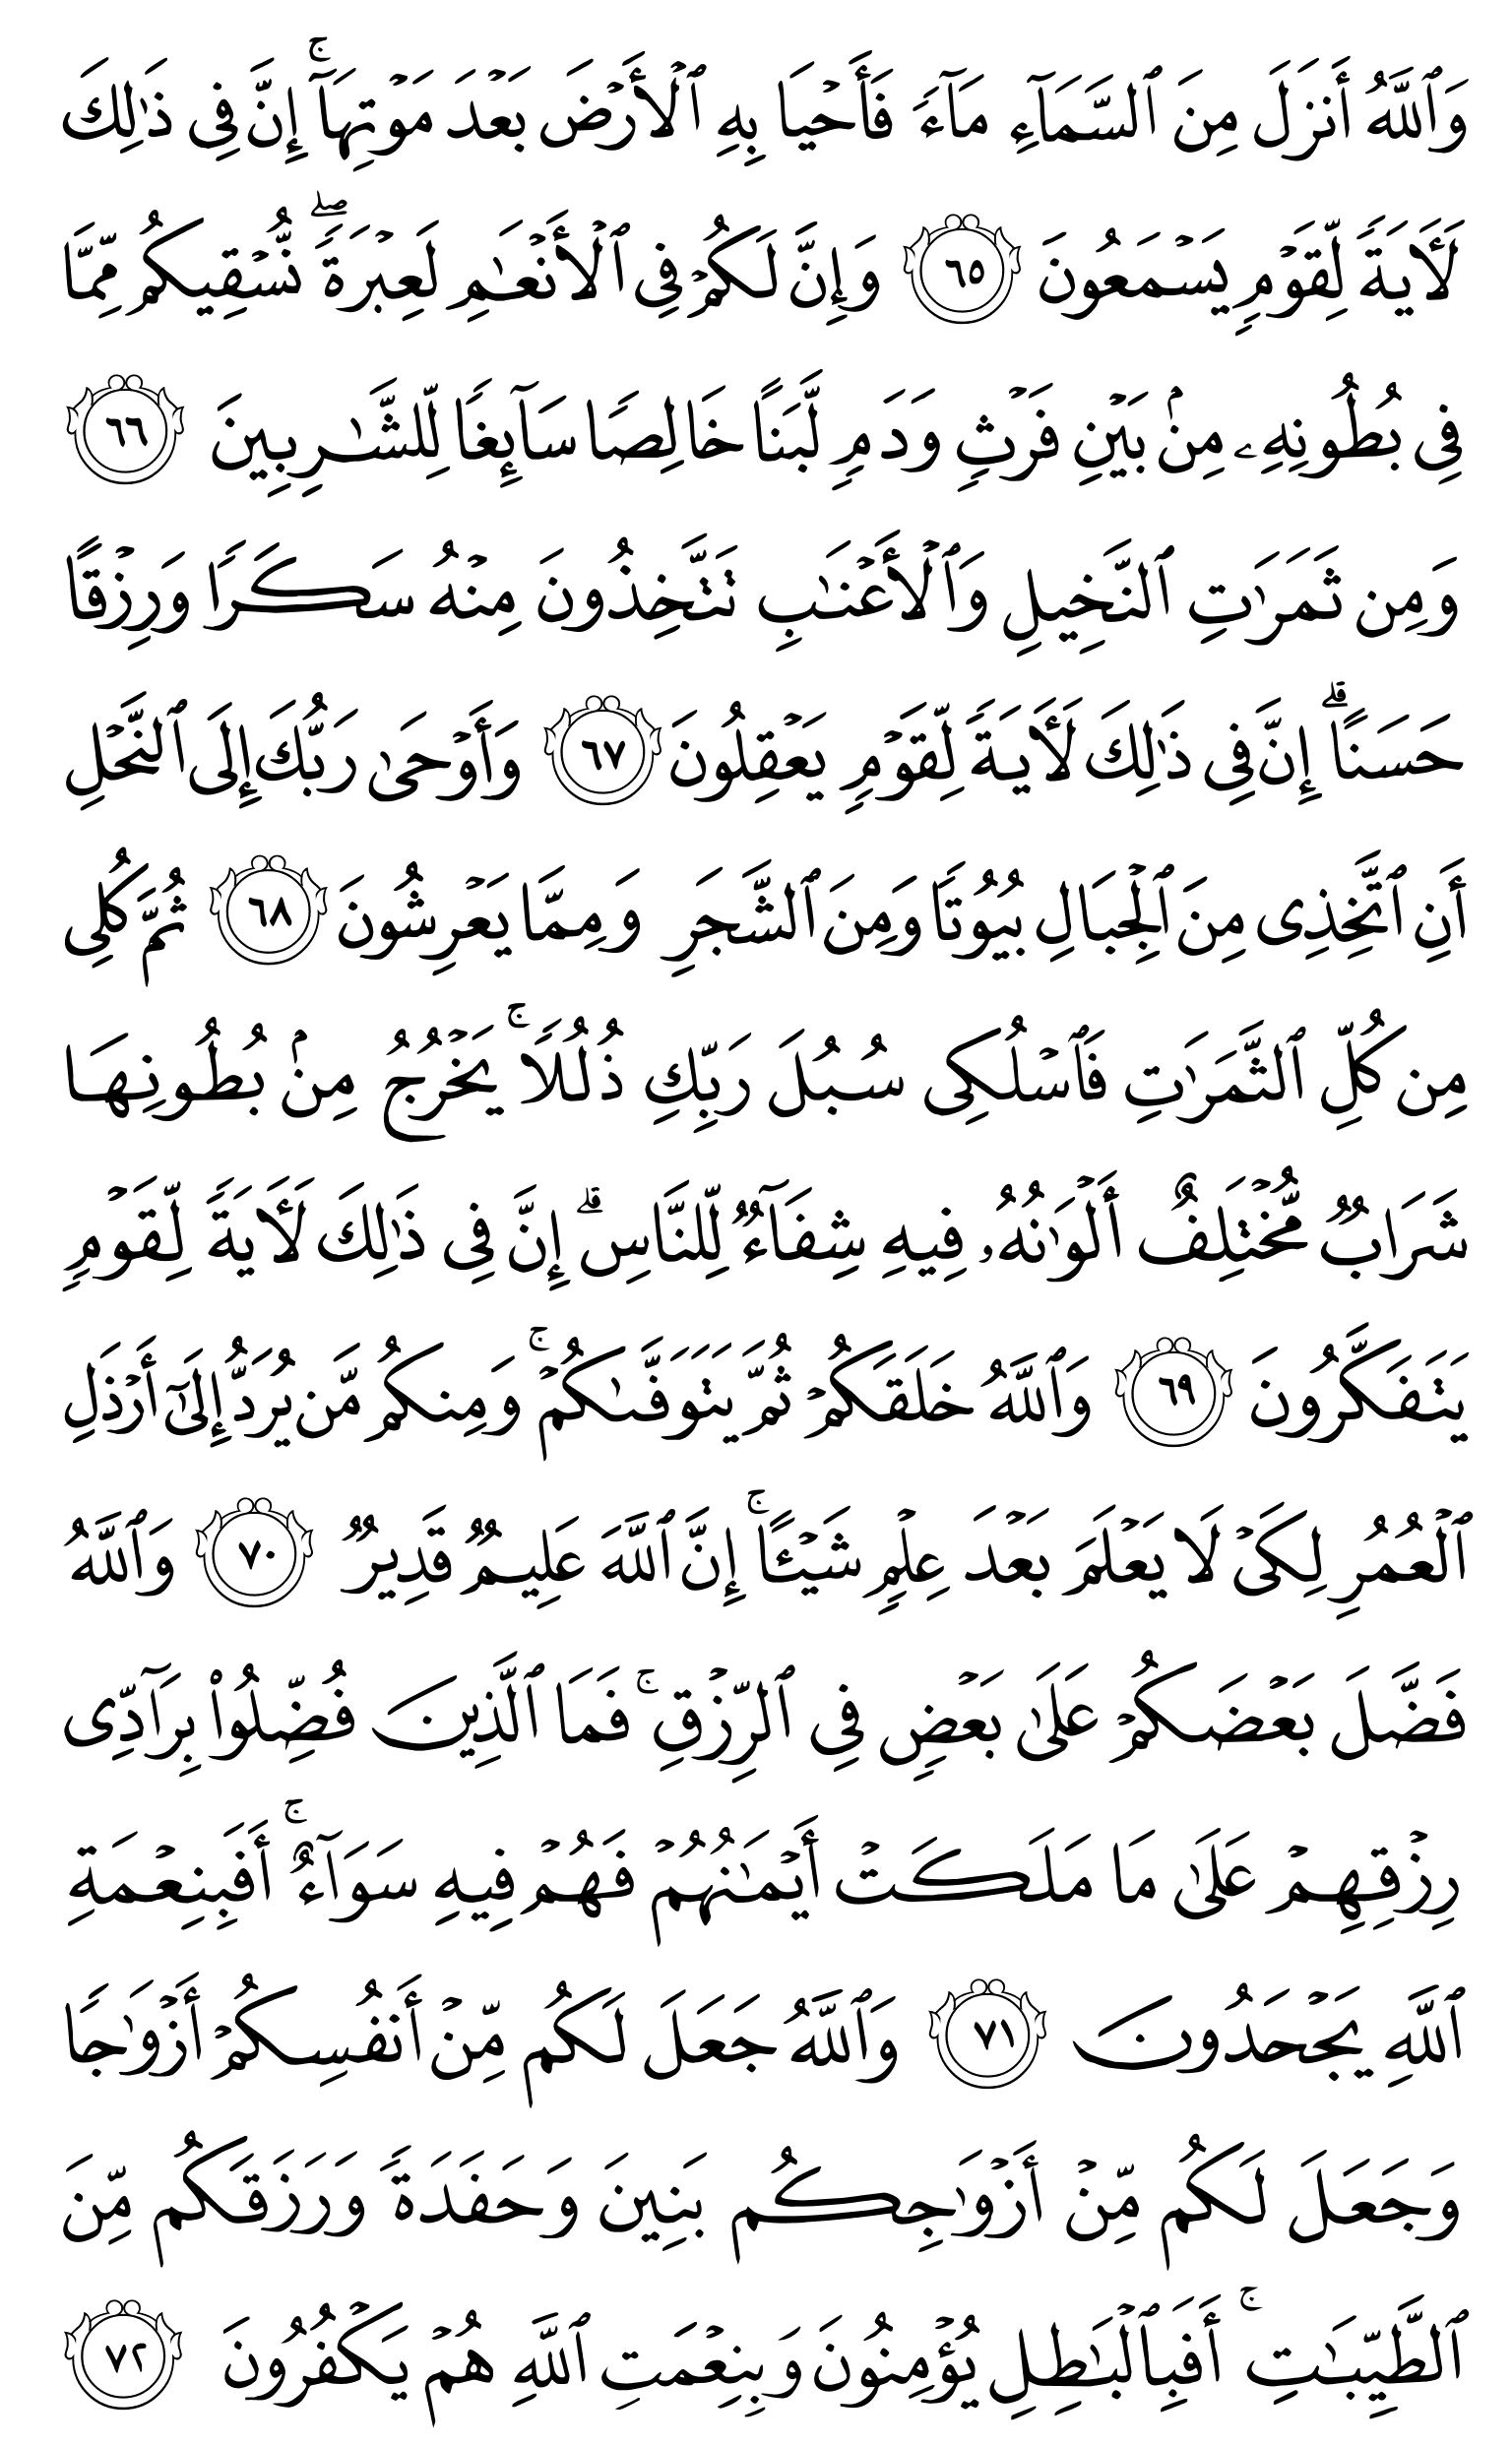 وَٱللَّهُ أَنزَلَ مِنَ ٱلسَّمَآءِ مَآءً فَأَحۡيَا بِهِ ٱلۡأَرۡضَ بَعۡدَ مَوۡتِهَآۚ إِنَّ فِي ذَٰلِكَ
لَأٓيَةً لِّقَوۡمٍ يَسۡمَعُونَ ٦٥ وَإِنَّ لَكُمۡ فِي ٱلۡأَنۡعَٰمِ لَعِبۡرَةًۖ نُّسۡقِيكُم مِّمَّا
فِي بُطُونِهِۦ مِنۢ بَيۡنِ فَرۡثٍ وَدَمٍ لَّبَنًا خَالِصًا سَآئِغًا لِّلشَّٰرِبِينَ ٦٦
وَمِن ثَمَرَٰتِ ٱلنَّخِيلِ وَٱلۡأَعۡنَٰبِ تَتَّخِذُونَ مِنۡهُ سَكَرًا وَرِزۡقًا
حَسَنًاۗ إِنَّ فِي ذَٰلِكَ لَأٓيَةً لِّقَوۡمٍ يَعۡقِلُونَ ٦٧ وَأَوۡحَىٰ رَبُّكَ إِلَى ٱلنَّحۡلِ
أَنِ ٱتَّخِذِي مِنَ ٱلۡجِبَالِ بُيُوتًا وَمِنَ ٱلشَّجَرِ وَمِمَّا يَعۡرِشُونَ ٦٨ ثُمَّ كُلِي
مِن كُلِّ ٱلثَّمَرَٰتِ فَٱسۡلُكِي سُبُلَ رَبِّكِ ذُلُلًاۚ يَخۡرُجُ مِنۢ بُطُونِهَا
شَرَابٌ مُّخۡتَلِفٌ أَلۡوَٰنُهُۥ فِيهِ شِفَآءٌ لِّلنَّاسِۗ إِنَّ فِي ذَٰلِكَ لَأٓيَةً لِّقَوۡمٍ
يَتَفَكَّرُونَ ٦٩ وَٱللَّهُ خَلَقَكُمۡ ثُمَّ يَتَوَفَّىٰكُمۡۚ وَمِنكُم مَّن يُرَدُّ إِلَىٰٓ أَرۡذَلِ
ٱلۡعُمُرِ لِكَيۡ لَا يَعۡلَمَ بَعۡدَ عِلۡمٍ شَيۡـًٔاۚ إِنَّ ٱللَّهَ عَلِيمٌ قَدِيرٌ ٧٠ وَٱللَّهُ
فَضَّلَ بَعۡضَكُمۡ عَلَىٰ بَعۡضٍ فِي ٱلرِّزۡقِۚ فَمَا ٱلَّذِينَ فُضِّلُواْ بِرَآدِّي
رِزۡقِهِمۡ عَلَىٰ مَا مَلَكَتۡ أَيۡمَٰنُهُمۡ فَهُمۡ فِيهِ سَوَآءٌۚ أَفَبِنِعۡمَةِ
ٱللَّهِ يَجۡحَدُونَ ٧١ وَٱللَّهُ جَعَلَ لَكُم مِّنۡ أَنفُسِكُمۡ أَزۡوَٰجًا
وَجَعَلَ لَكُم مِّنۡ أَزۡوَٰجِكُم بَنِينَ وَحَفَدَةً وَرَزَقَكُم مِّنَ
ٱلطَّيِّبَٰتِۚ أَفَبِٱلۡبَٰطِلِ يُؤۡمِنُونَ وَبِنِعۡمَتِ ٱللَّهِ هُمۡ يَكۡفُرُونَ ٧٢